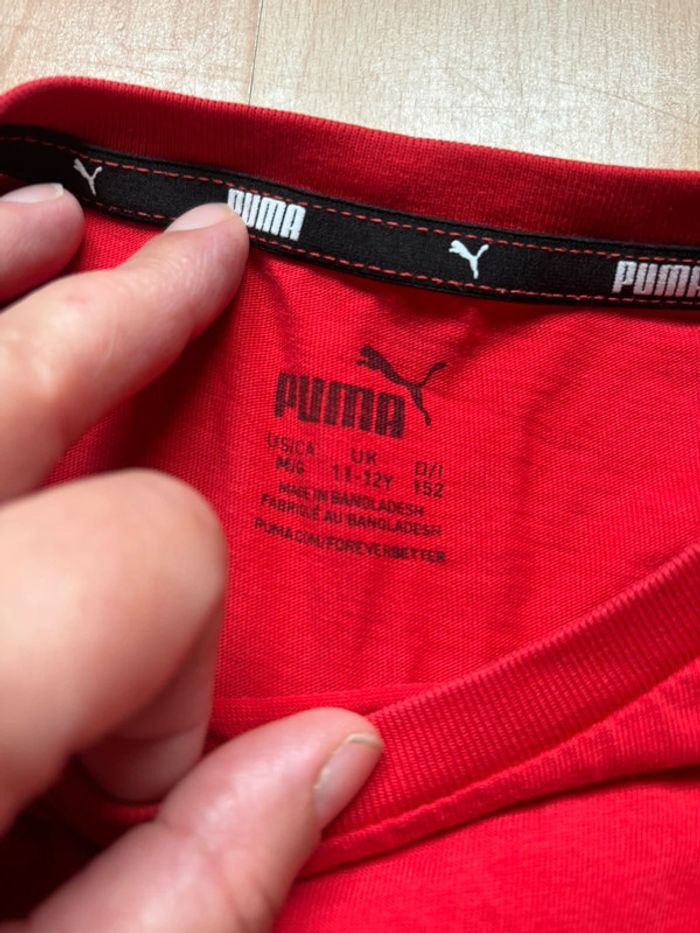 PUMA
PUMA
PUMA
US/CA UK D/I
M/G 11-12Y 152
MADE IN BANGLADESH
FABRIQUÉ AU BANGLADESH
PUMA.COM/FOREVERBETTER